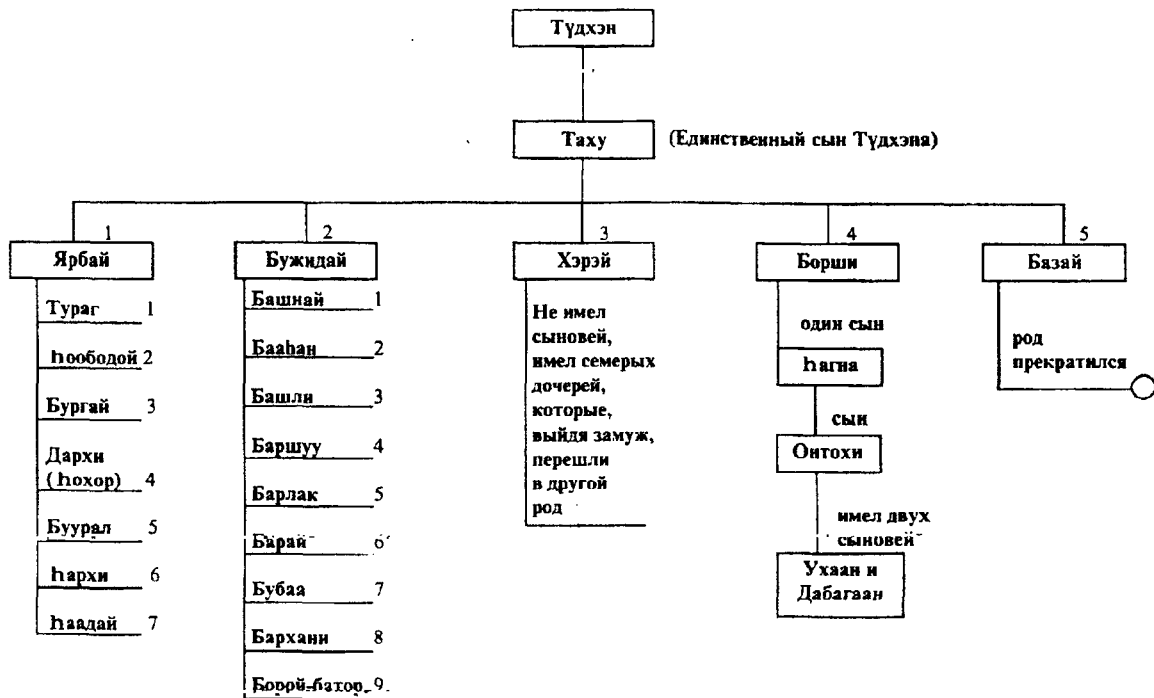 Түдхэн
Таху
(Единственный сын Түдхэна)
1
Ярбай
Тураг 1
һоободой 2
Бургай 3
Дархи
(һохор) 4
Буурал 5
һархи 6
һаадай 7
2
Бужидай
Башнай 1
Бааһан 2
Башли 3
Баршуу 4
Барлак 5
Барай 6
Бубаа 7
Бархани 8
Борой-батор 9
3
Хэрэй
Не имел
сыновей,
имел семерых
дочерей,
которые,
выйдя замуж,
перешли
в другой
род
4
Борши
один сын
һагна
сын
Онтохи
имел двух
сыновей
Ухаан и
Дабагаан
5
Базай
род
прекратился